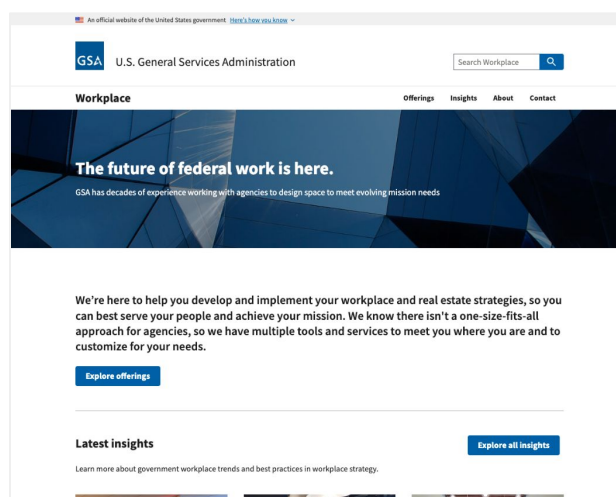 An official website of the United States government Here's how you know
GSA U.S. General Services Administration
Search Workplace
Workplace
Offerings Insights About Contact
The future of federal work is here.
GSA has decades of experience working with agencies to design space to meet evolving mission needs
We're here to help you develop and implement your workplace and real estate strategies, so you
can best serve your people and achieve your mission. We know there isn't a one-size-fits-all
approach for agencies, so we have multiple tools and services to meet you where you are and to
customize for your needs.
Explore offerings
Latest insights
Explore all insights
Learn more about government workplace trends and best practices in workplace strategy.